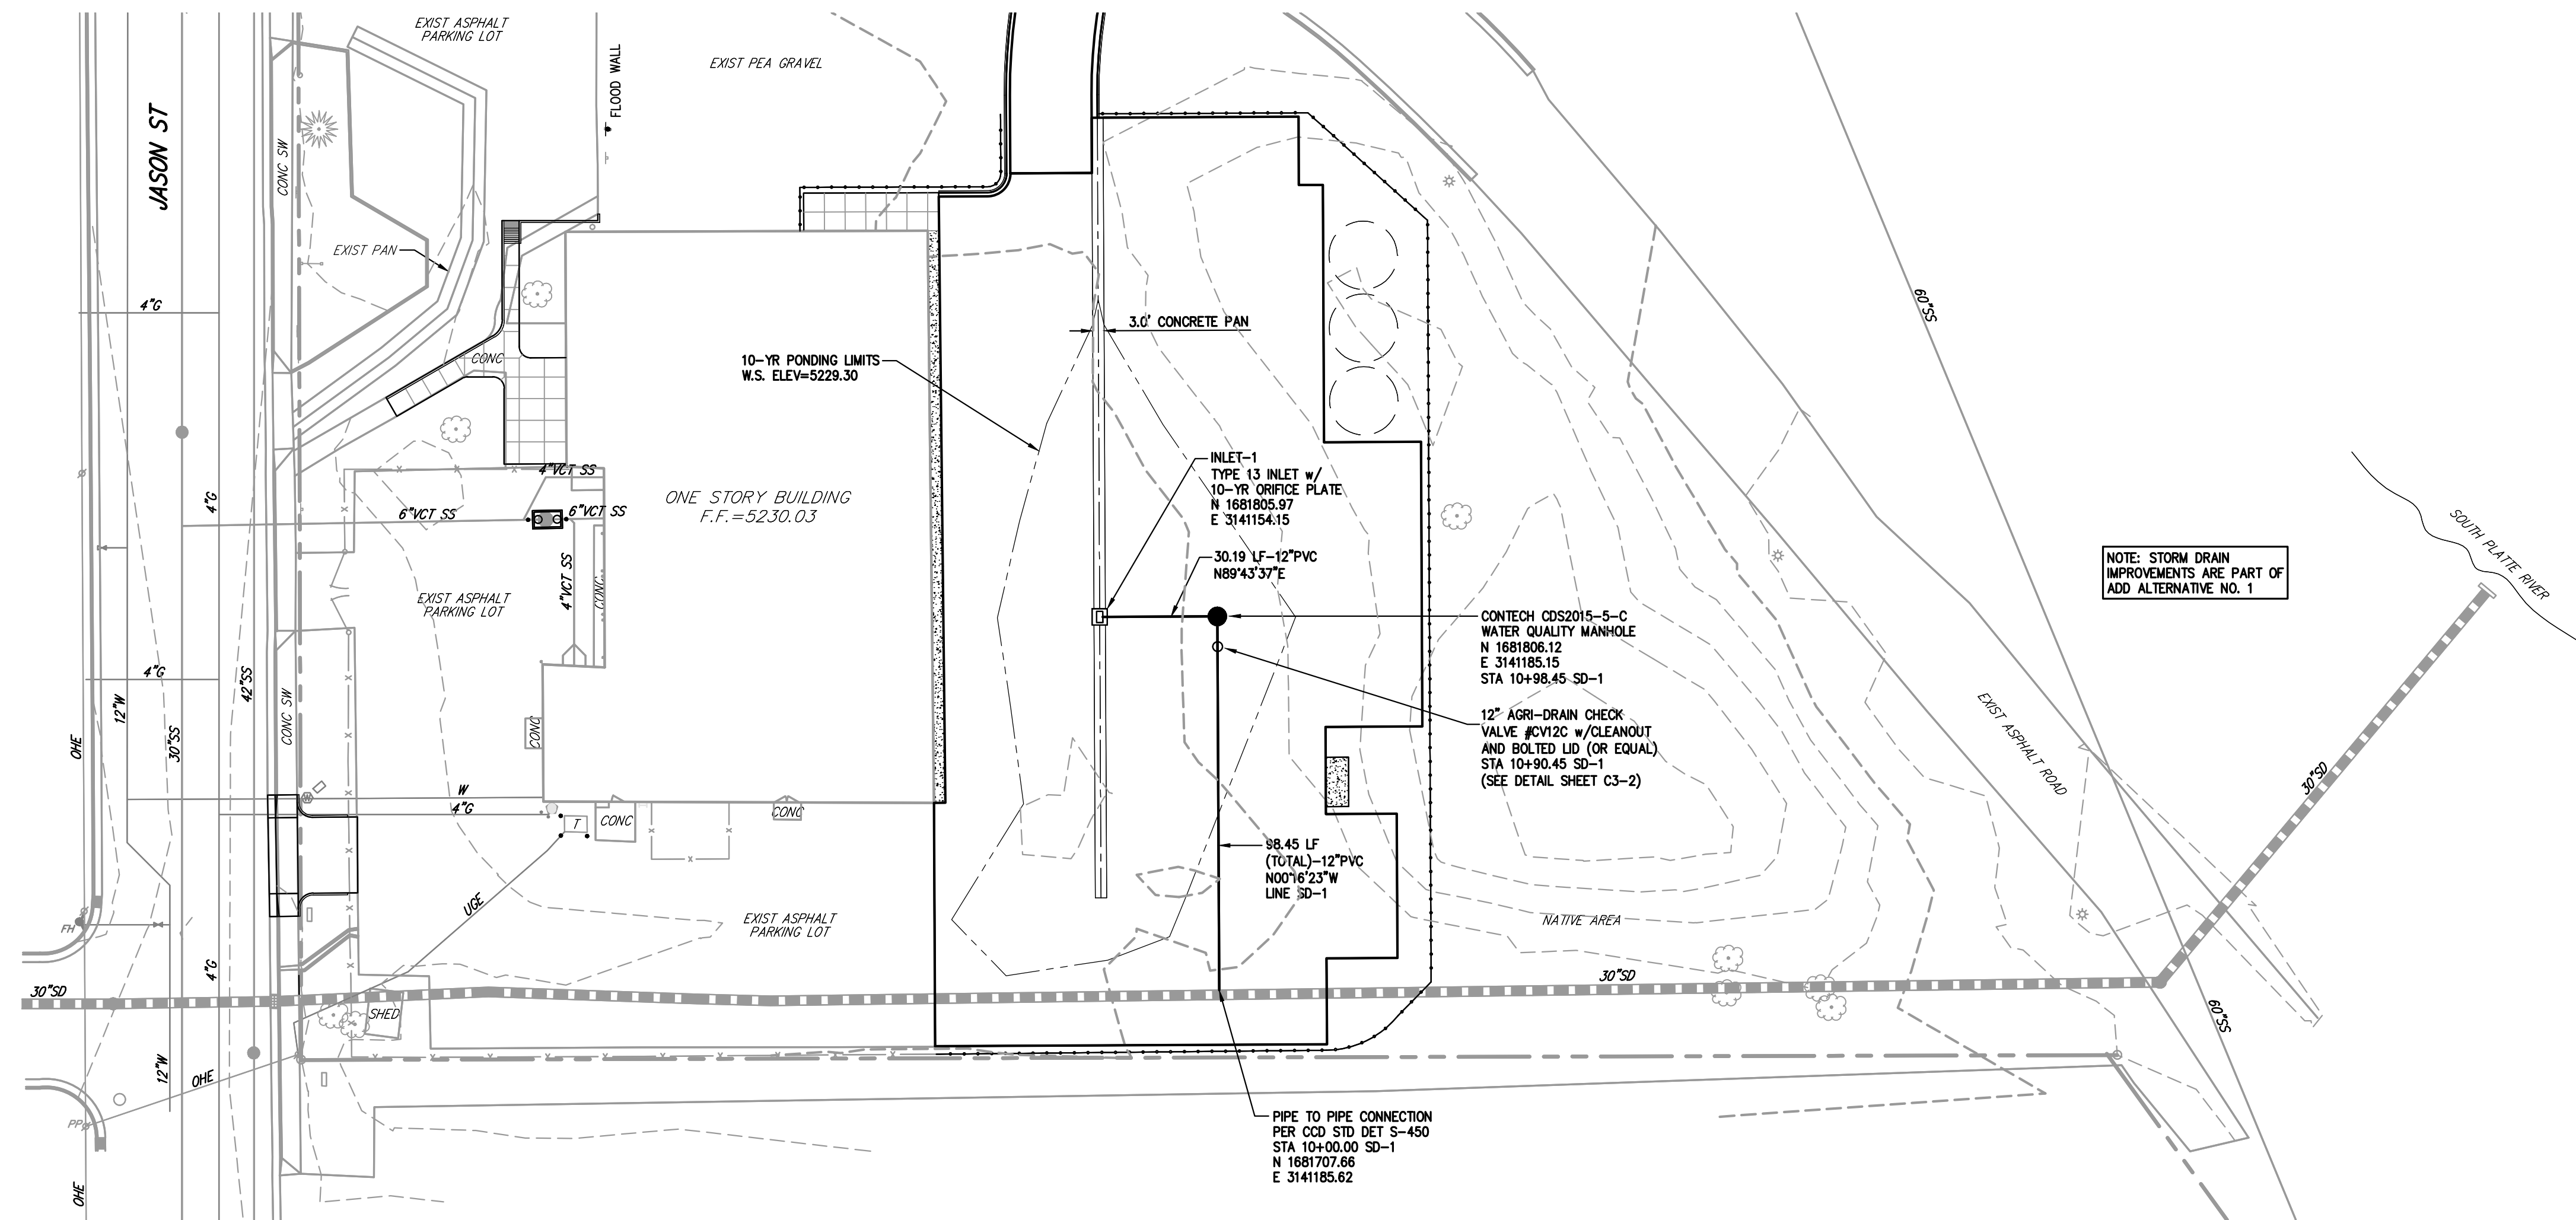 EXIST ASPHALT
PARKING LOT
FLOOD WALL
EXIST PEA GRAVEL
JASON ST
CONC SW
EXIST PAN
4"G
CONC
60"SS
3.0' CONCRETE PAN
10-YR PONDING LIMITS
W.S. ELEV=5229.30
INLET-1
TYPE 13 INLET w/
10-YR ORIFICE PLATE
N 1681805.97
E 3141154.15
4"VCT SS
ONE STORY BUILDING
F.F.=5230.03
4"G
6"VCT SS
6"VCT SS
30.19 LF-12"PVC
N89°43'37"E
SOUTH PLATTE RIVER
NOTE: STORM DRAIN
IMPROVEMENTS ARE PART OF
ADD ALTERNATIVE NO. 1
4"VCT SS
CONC
EXIST ASPHALT
PARKING LOT
CONTECH CDS2015-5-C
WATER QUALITY MANHOLE
N 1681806.12
E 3141185.15
STA 10+98.45 SD-1
4"G
12"W
42"SS
CONC SW
OHE
30"SS
CONC
12" AGRI-DRAIN CHECK
VALVE #CV12C w/CLEANOUT
AND BOLTED LID (OR EQUAL)
STA 10+90.45 SD-1
(SEE DETAIL SHEET C3-2)
EXIST ASPHALT ROAD
30"SD
W
W
4"G
T
CONC
CONC
98.45 LF
(TOTAL)-12"PVC
N00°16'23"W
LINE SD-1
UGE
EXIST ASPHALT
PARKING LOT
NATIVE AREA
FH
4"G
30"SD
30"SD
SHED
60"SS
12"W
OHE
PP
OHE
PIPE TO PIPE CONNECTION
PER CCD STD DET S-450
STA 10+00.00 SD-1
N 1681707.66
E 3141185.62